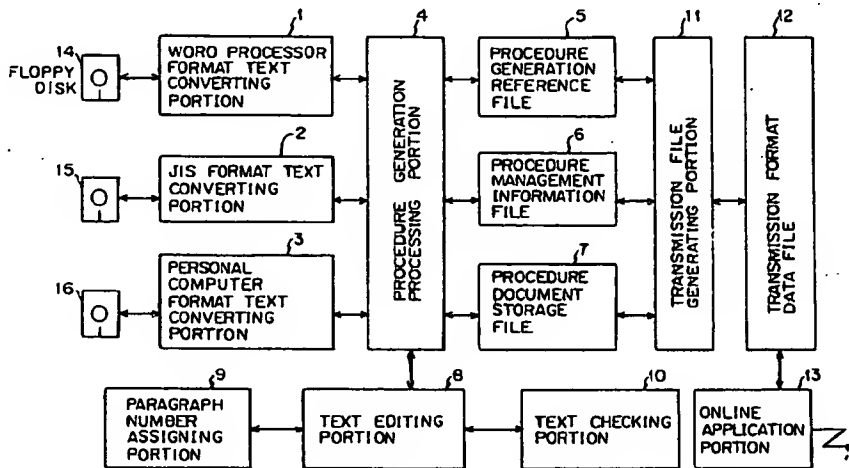 14
FLOPPY
DISK
1
WORO PROCESSOR
FORMAT TEXT
CONVERTING
PORTION
4
PROCEDURE GENERATION
PROCESSING PORTION
5
PROCEDURE
GENERATION
REFERENCE
FILE
11
TRANSMISSION FILE
GENERATING PORTION
12
TRANSMISSION FORMAT
DATA FILE
15
2
JIS FORMAT TEXT
CONVERTING
PORTION
6
PROCEDURE
MANAGEMENT
INFORMATION
FILE
16
3
PERSONAL
COMPUTER
FORMAT TEXT
CONVERTING
PORTION
7
PROCEDURE
DOCUMENT
STORAGE
FILE
9
PARAGRAPH
NUMBER
ASSIGNING
PORTION
8
TEXT EDITING
PORTION
10
TEXT CHECKING
PORTION
13
ONLINE
APPLICATION
PORTION